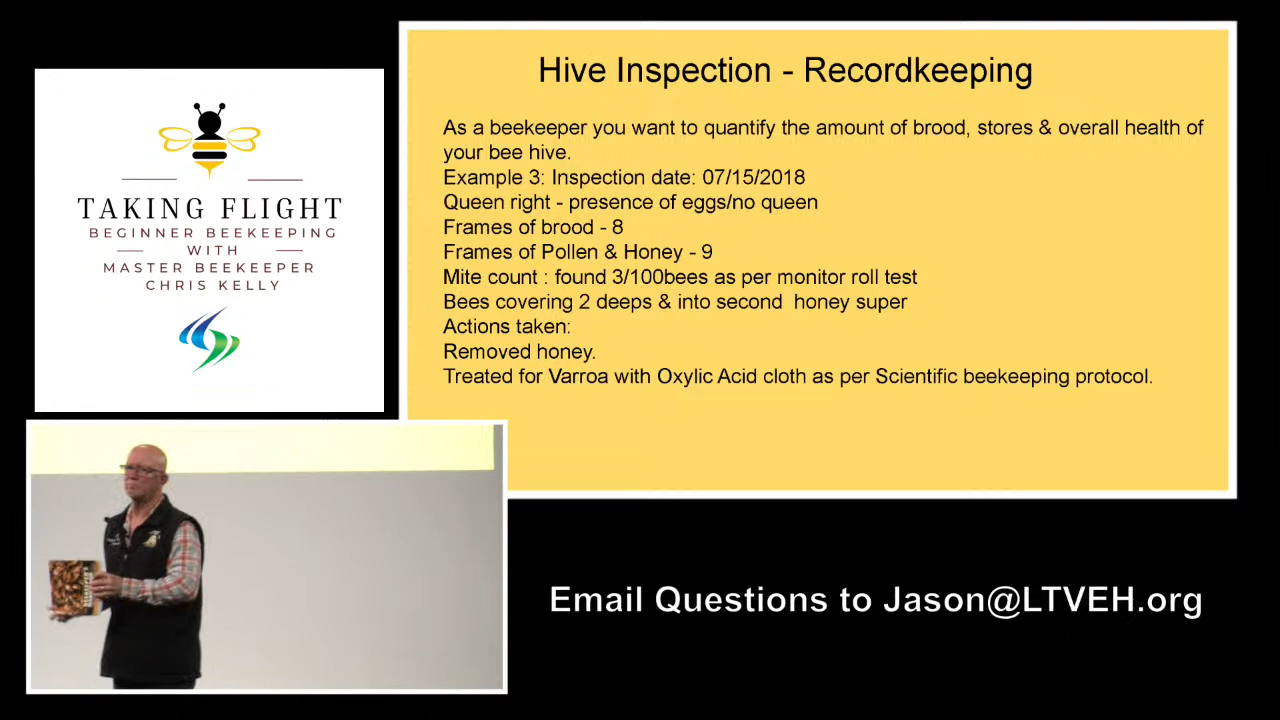 TAKING FLIGHT
BEGINNER BEEKEEPING
WITH
MASTER BEEKEEPER
CHRIS KELLY
Hive Inspection - Recordkeeping
As a beekeeper you want to quantify the amount of brood, stores & overall health of
your bee hive.
Example 3: Inspection date: 07/15/2018
Queen right - presence of eggs/no queen
Frames of brood - 8
Frames of Pollen & Honey - 9
Mite count : found 3/100bees as per monitor roll test
Bees covering 2 deeps & into second  honey super
Actions taken:
Removed honey.
Treated for Varroa with Oxylic Acid cloth as per Scientific beekeeping protocol.
Email Questions to Jason@LTVEH.org